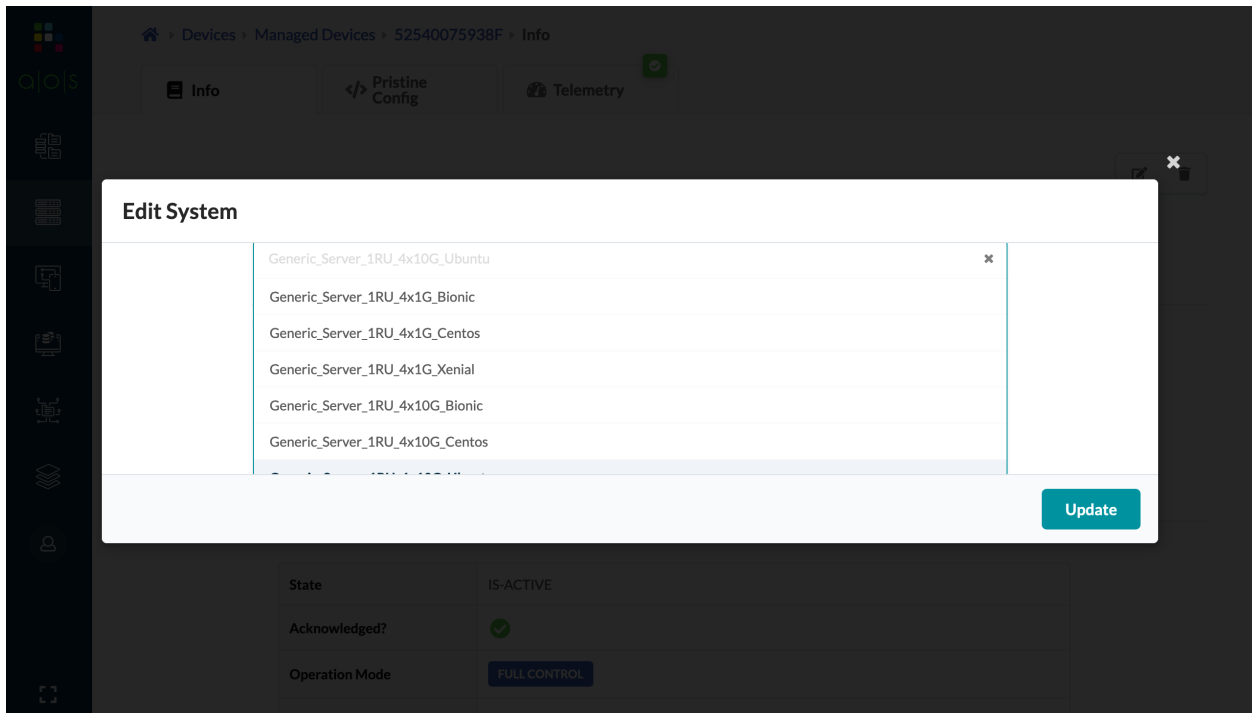 Devices Managed Devices 52540075938F Info
a|o|s
Info
Pristine
Config
Telemetry
Edit System
Generic_Server_1RU_4x10G_Ubuntu
Generic_Server_1RU_4x1G_Bionic
Generic_Server_1RU_4x1G_Centos
Generic_Server_1RU_4x1G_Xenial
Generic_Server_1RU_4x10G_Bionic
Generic_Server_1RU_4x10G_Centos
Update
State IS-ACTIVE
Acknowledged?
Operation Mode FULL CONTROL